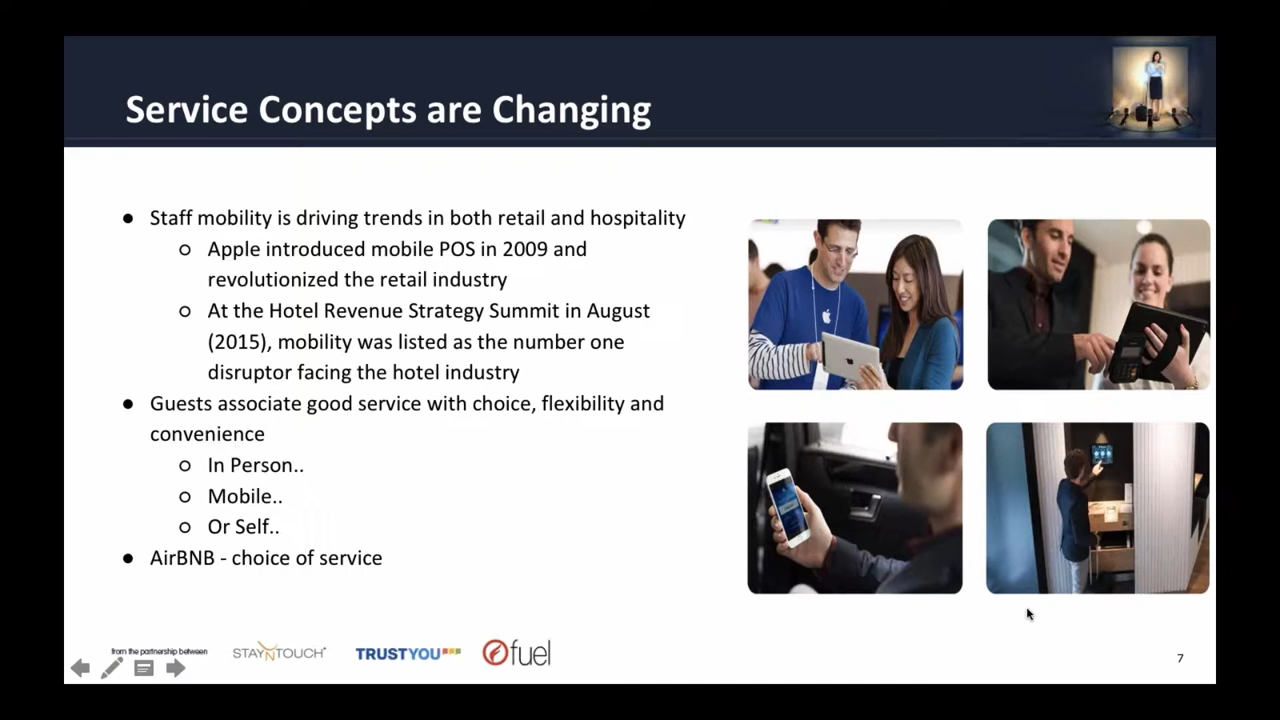 Service Concepts are Changing
● Staff mobility is driving trends in both retail and hospitality
○ Apple introduced mobile POS in 2009 and
revolutionized the retail industry
○ At the Hotel Revenue Strategy Summit in August
(2015), mobility was listed as the number one
disruptor facing the hotel industry
● Guests associate good service with choice, flexibility and
convenience
○ In Person..
○ Mobile..
○ Or Self..
● AirBNB - choice of service
from the partnership between
STAYNTOUCH
TRUSTYOU
fuel
7